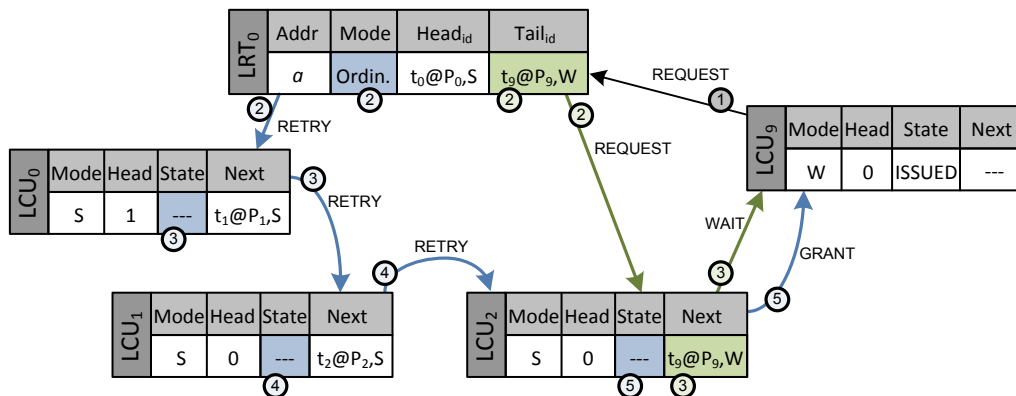 LRT0 Addr Mode Headid Tailid
a Ordin. t0@P0,S t9@P9,W
REQUEST
1
2 2 2 2
RETRY
REQUEST
LCU9 Mode Head State Next
W 0 ISSUED ---
LCU0 Mode Head State Next
S 1 --- t1@P1,S
3
3
RETRY
WAIT
RETRY
GRANT
4
3
5
LCU1 Mode Head State Next
S 0 --- t2@P2,S
4
LCU2 Mode Head State Next
S 0 --- t9@P9,W
5 3